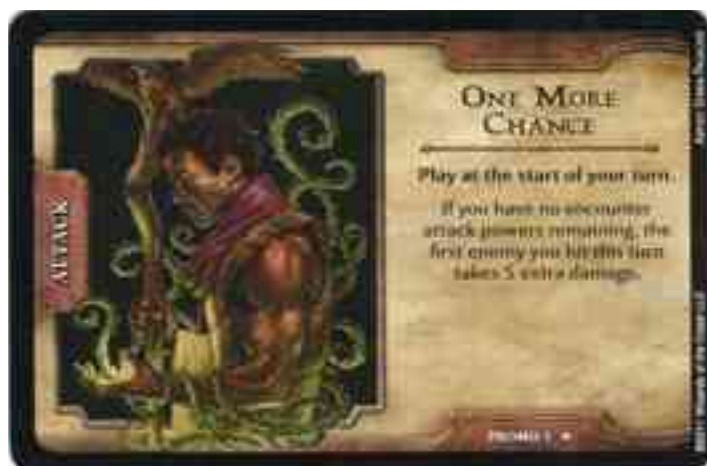 ATTACK
ONE MORE
CHANCE
Play at the start of your turn.
If you have no encounter
attack powers remaining, the
first enemy you hit this turn
takes 5 extra damage.
PROMO